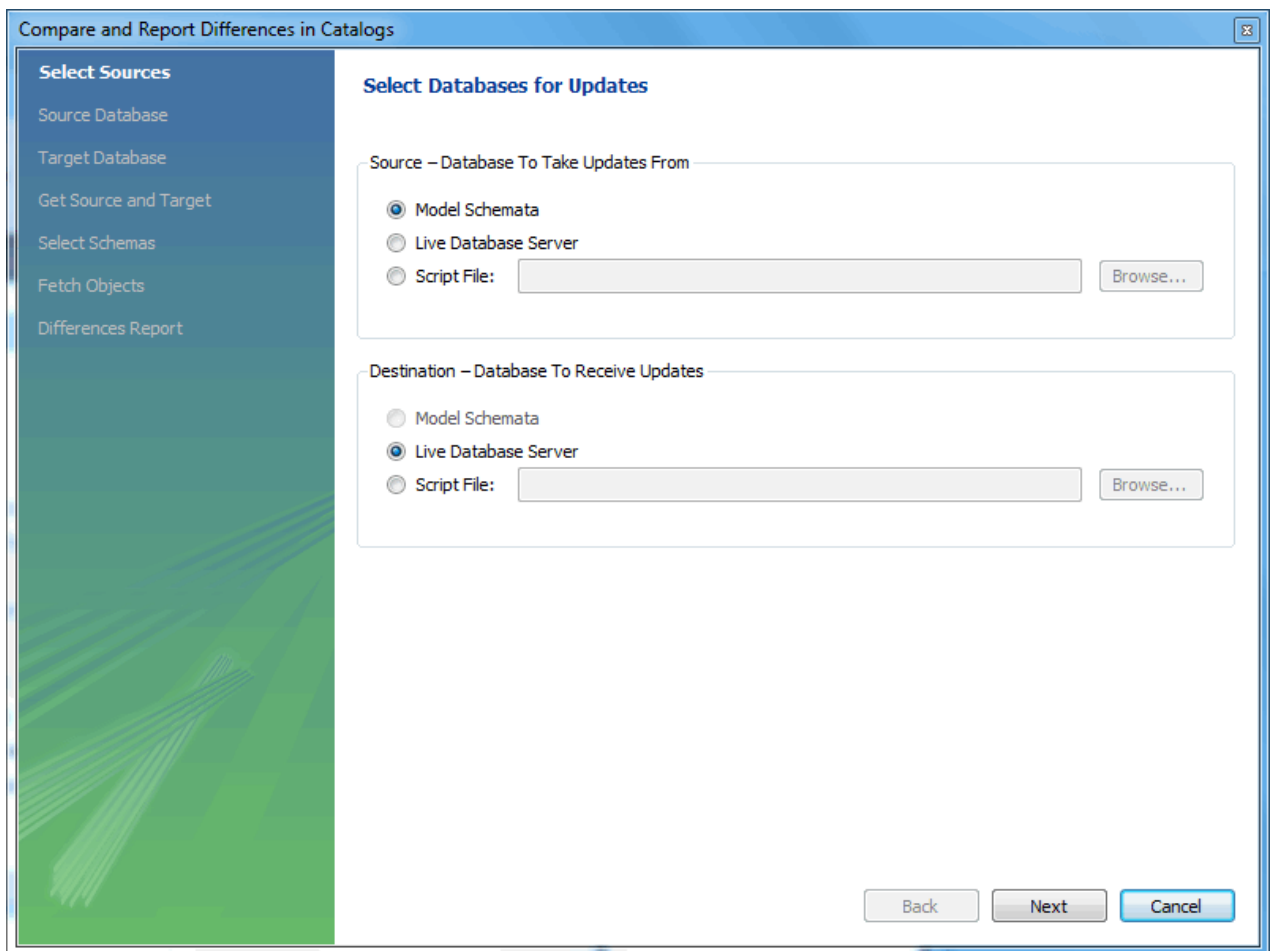 Compare and Report Differences in Catalogs
Select Sources
Source Database
Target Database
Get Source and Target
Select Schemas
Fetch Objects
Differences Report
Select Databases for Updates
Source – Database To Take Updates From
Model Schemata
Live Database Server
Script File:
Browse...
Destination – Database To Receive Updates
Model Schemata
Live Database Server
Script File:
Browse...
Back
Next
Cancel